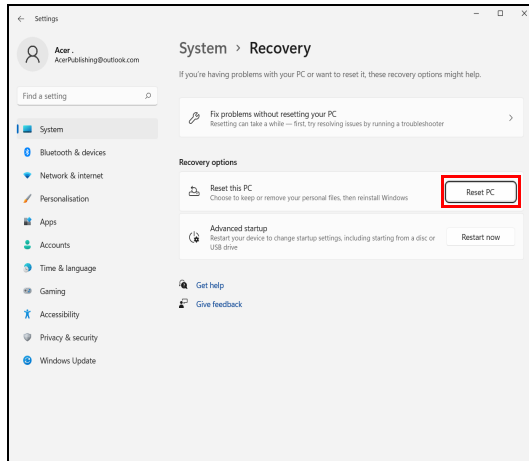 Settings
Acer .
AcerPublishing@outlook.com
Find a setting
System
Bluetooth & devices
Network & internet
Personalisation
Apps
Accounts
Time & language
Gaming
Accessibility
Privacy & security
Windows Update
System > Recovery
If you're having problems with your PC or want to reset it, these recovery options might help.
Fix problems without resetting your PC
Resetting can take a while — first, try resolving issues by running a troubleshooter
Recovery options
Reset this PC
Choose to keep or remove your personal files, then reinstall Windows
Reset PC
Advanced startup
Restart your device to change startup settings, including starting from a disc or
USB drive
Restart now
Get help
Give feedback